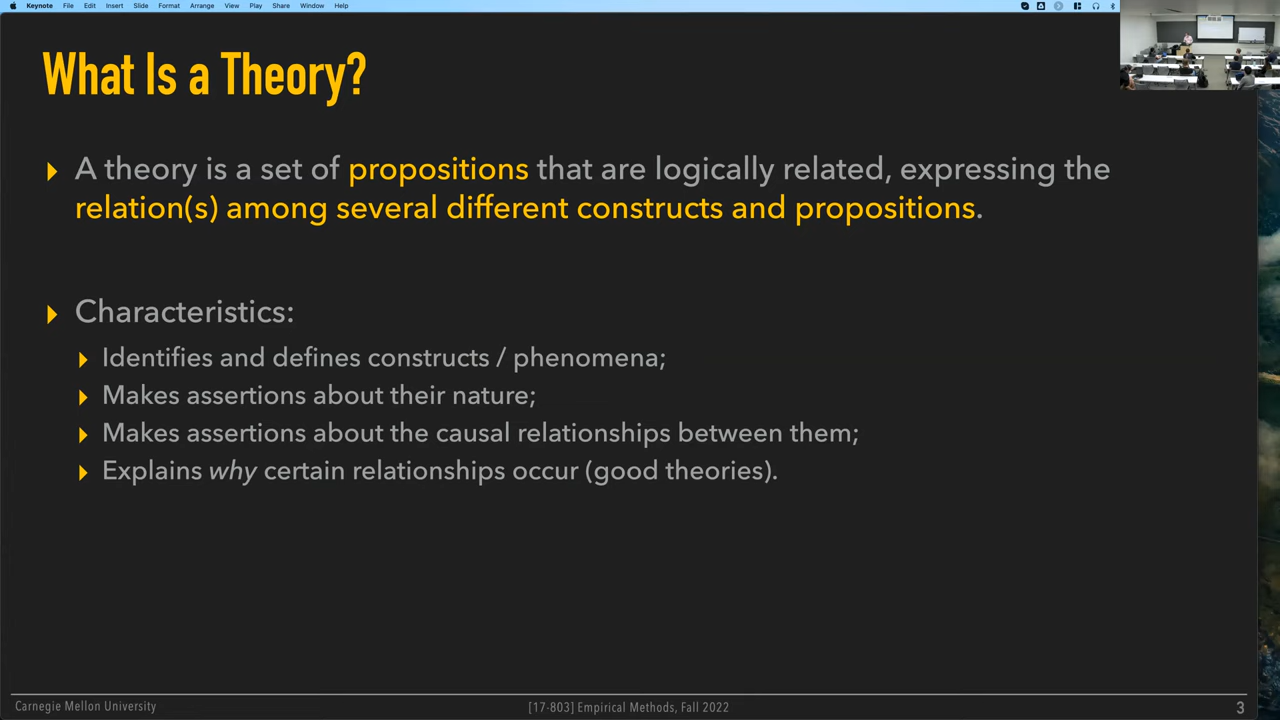 Keynote File Edit Insert Slide Format Arrange View Play Share Window Help
What Is a Theory?
A theory is a set of propositions that are logically related, expressing the
relation(s) among several different constructs and propositions.
Characteristics:
Identifies and defines constructs / phenomena;
Makes assertions about their nature;
Makes assertions about the causal relationships between them;
Explains why certain relationships occur (good theories).
Carnegie Mellon University
[17-803] Empirical Methods, Fall 2022
3